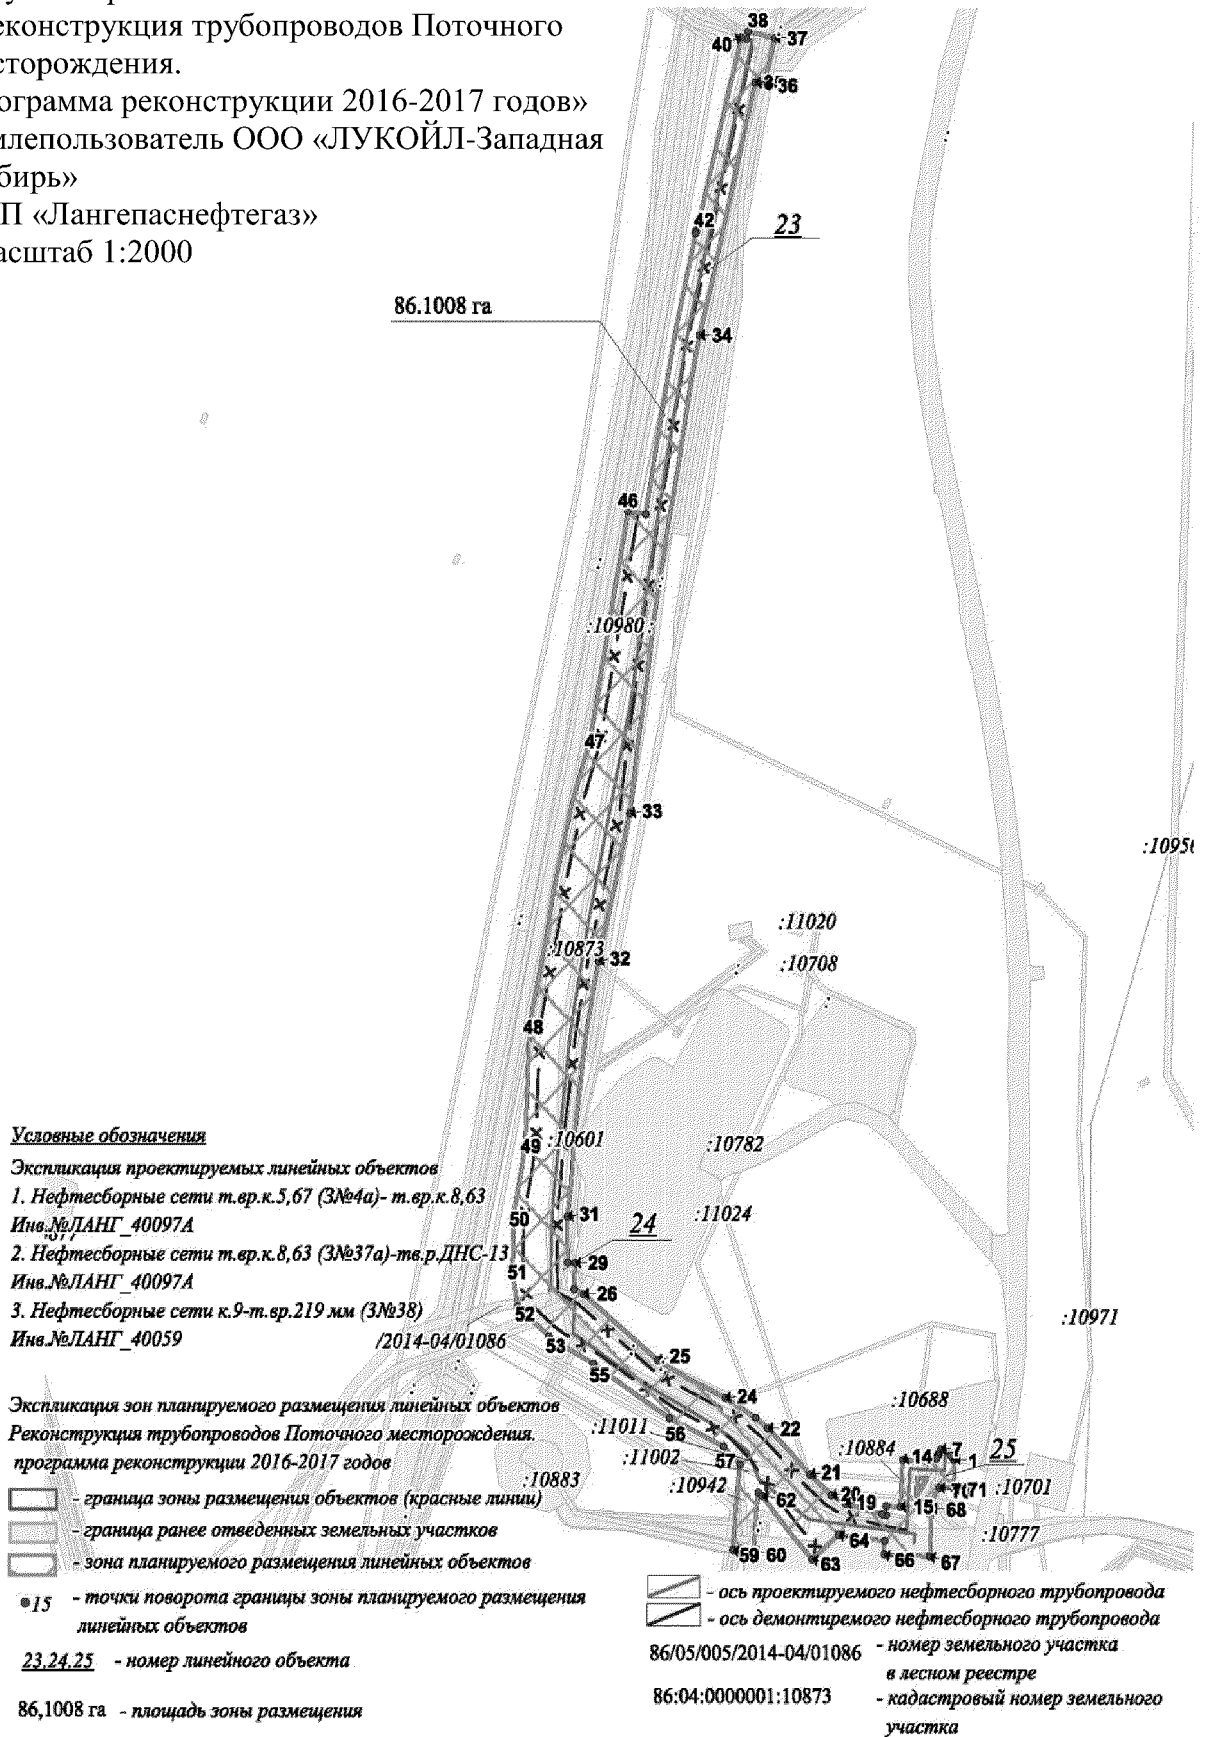 еконструкция трубопроводов Поточного
сторождения.
ограмма реконструкции 2016-2017 годов»
илепользователь ООО «ЛУКОЙЛ-Западная
бирь»
П «Лангепаснефтегаз»
асштаб 1:2000
38
40
37
36
42
23
86.1008 га
34
46
:10980
47
33
:10956
:11020
:10873
32
:10708
48
49
:10601
:10782
50
31
24
:11024
29
51
26
52
:10971
/2014-04/01086
53
25
55
24
:10688
:11011
56
22
57
:11002
:10884
14
7
1
25
:10883
:10942
21
71
:10701
62
20
19
15
68
:10777
59
60
63
64
66
67
Условные обозначения
Экспликация проектируемых линейных объектов
1. Нефтесборные сети т.вр.к.5,67 (З№4а)- т.вр.к.8,63
Инв.№ЛАНГ_40097А
2. Нефтесборные сети т.вр.к.8,63 (З№37а)-тв.р.ДНС-13
Инв.№ЛАНГ_40097А
3. Нефтесборные сети к.9-т.вр.219 мм (З№38)
Инв.№ЛАНГ_40059
Экспликация зон планируемого размещения линейных объектов
Реконструкция трубопроводов Поточного месторождения.
программа реконструкции 2016-2017 годов
- граница зоны размещения объектов (красные линии)
- граница ранее отведенных земельных участков
- зона планируемого размещения линейных объектов
15 - точки поворота границы зоны планируемого размещения
линейных объектов
23,24,25 - номер линейного объекта
86,1008 га - площадь зоны размещения
- ось проектируемого нефтесборного трубопровода
- ось демонтиремого нефтесборного трубопровода
86/05/005/2014-04/01086 - номер земельного участка
в лесном реестре
86:04:0000001:10873 - кадастровый номер земельного
участка